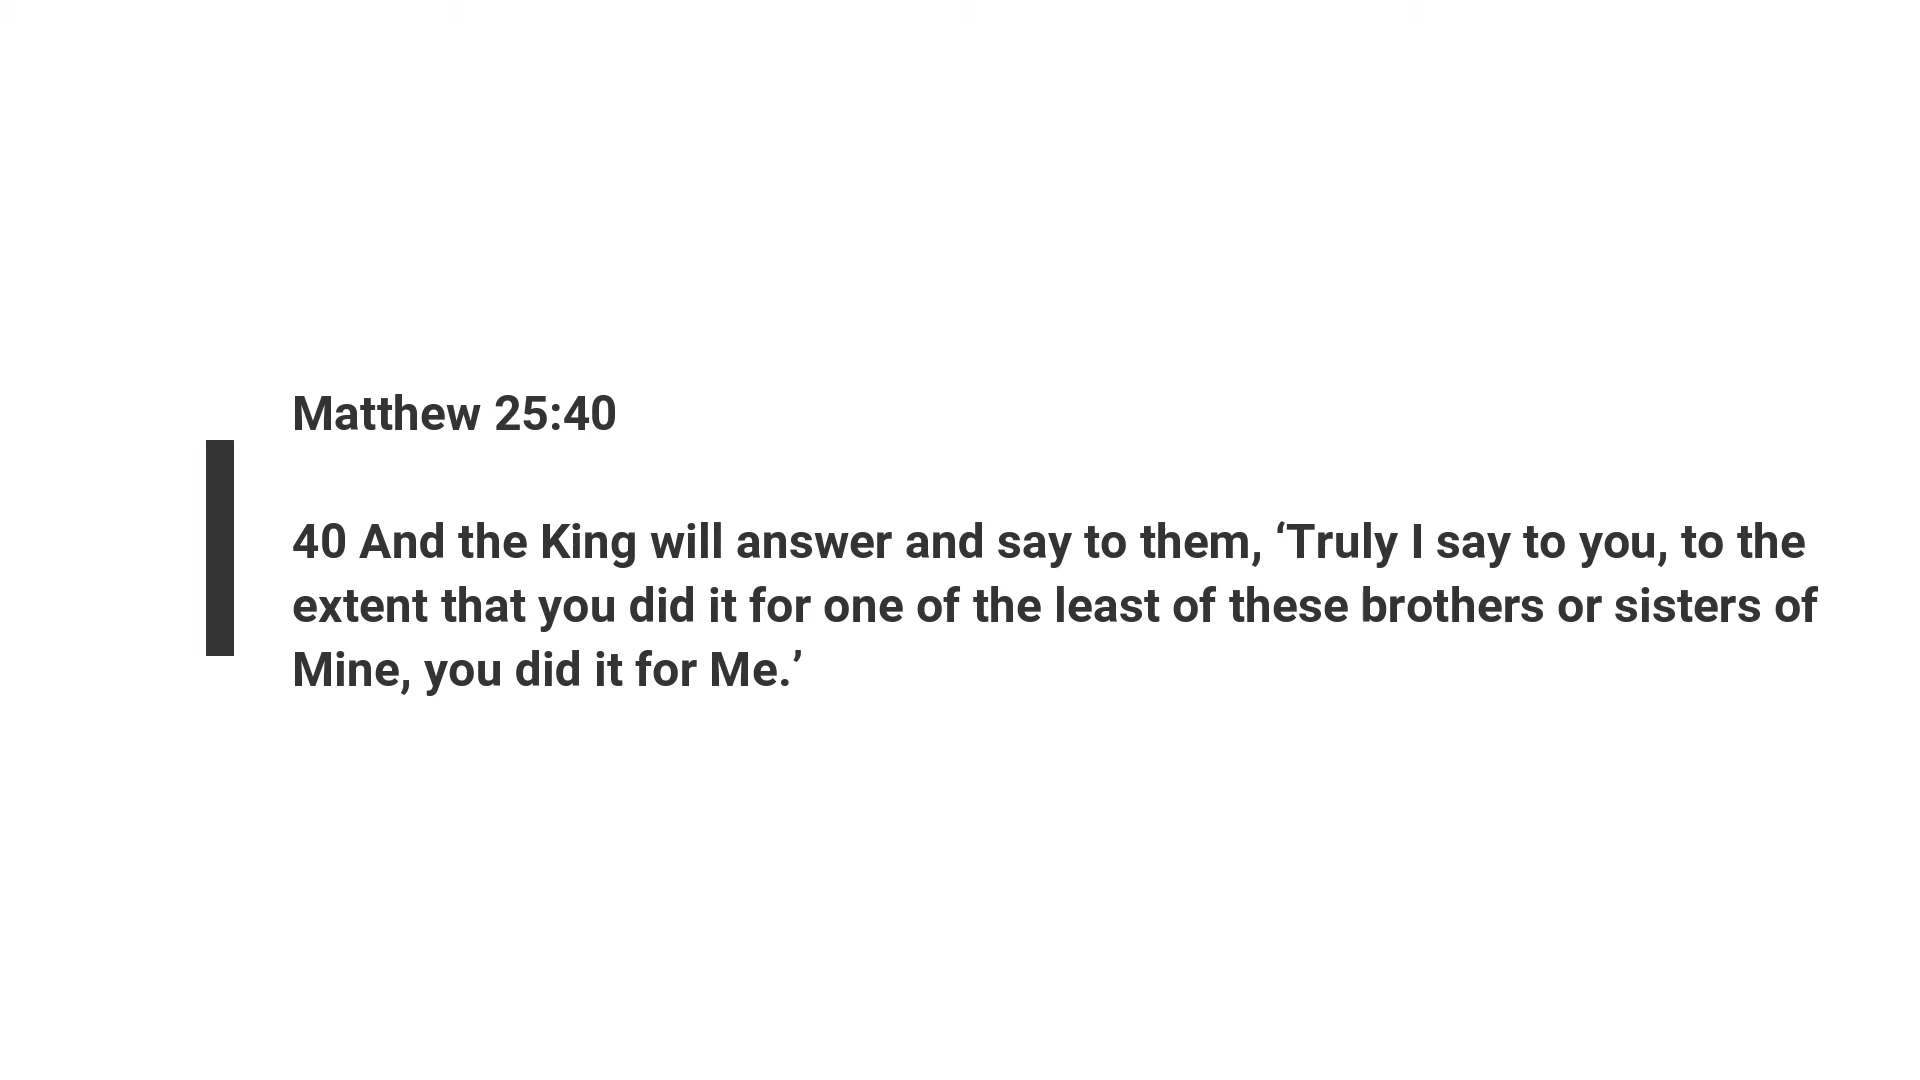 Matthew 25:40
40 And the King will answer and say to them, ‘Truly I say to you, to the
extent that you did it for one of the least of these brothers or sisters of
Mine, you did it for Me.’